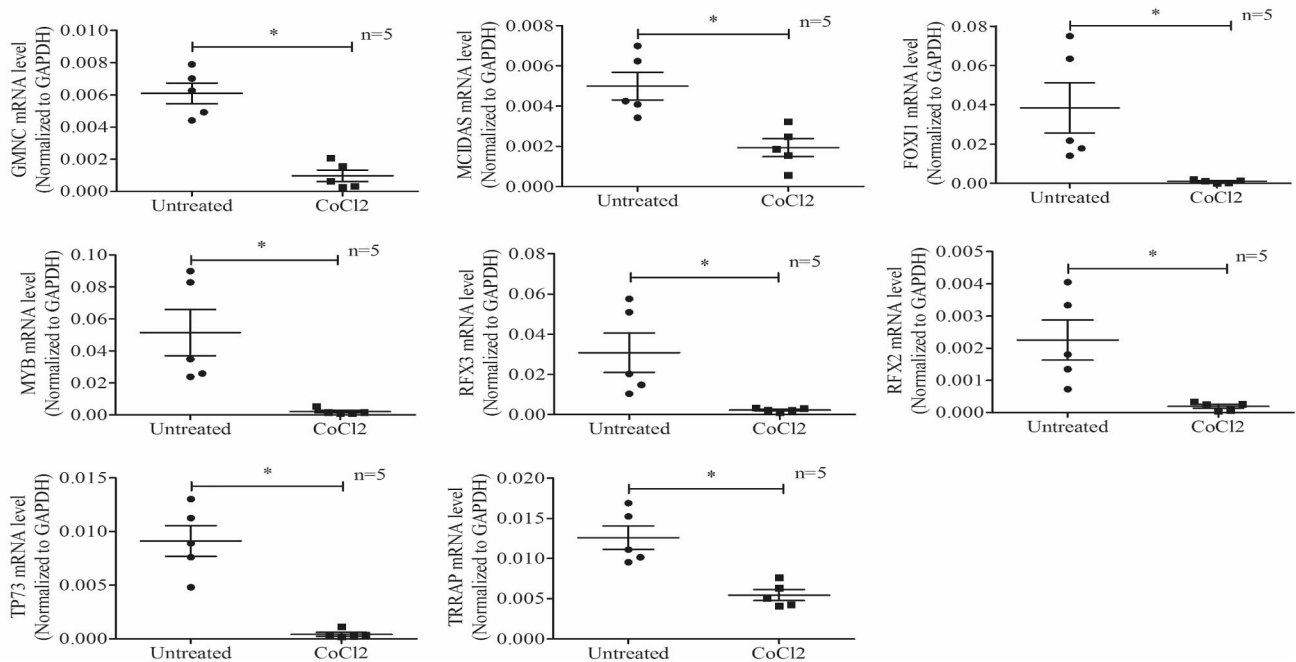 GMNC mRNA level
(Normalized to GAPDH)
0.010
0.008
0.006
0.004
0.002
0.000
*
n=5
Untreated
CoCl2
MCIDAS mRNA level
(Normalized to GAPDH)
0.008
0.006
0.004
0.002
0.000
*
n=5
Untreated
CoCl2
FOXJ1 mRNA level
(Normalized to GAPDH)
0.08
0.06
0.04
0.02
0.00
*
n=5
Untreated
CoCl2
MYB mRNA level
(Normalized to GAPDH)
0.10
0.08
0.06
0.04
0.02
0.00
*
n=5
Untreated
CoCl2
RFX3 mRNA level
(Normalized to GAPDH)
0.08
0.06
0.04
0.02
0.00
*
n=5
Untreated
CoCl2
RFX2 mRNA level
(Normalized to GAPDH)
0.005
0.004
0.003
0.002
0.001
0.000
*
n=5
Untreated
CoCl2
TP73 mRNA level
(Normalized to GAPDH)
0.015
0.010
0.005
0.000
*
n=5
Untreated
CoCl2
TRRAP mRNA level
(Normalized to GAPDH)
0.020
0.015
0.010
0.005
0.000
*
n=5
Untreated
CoCl2